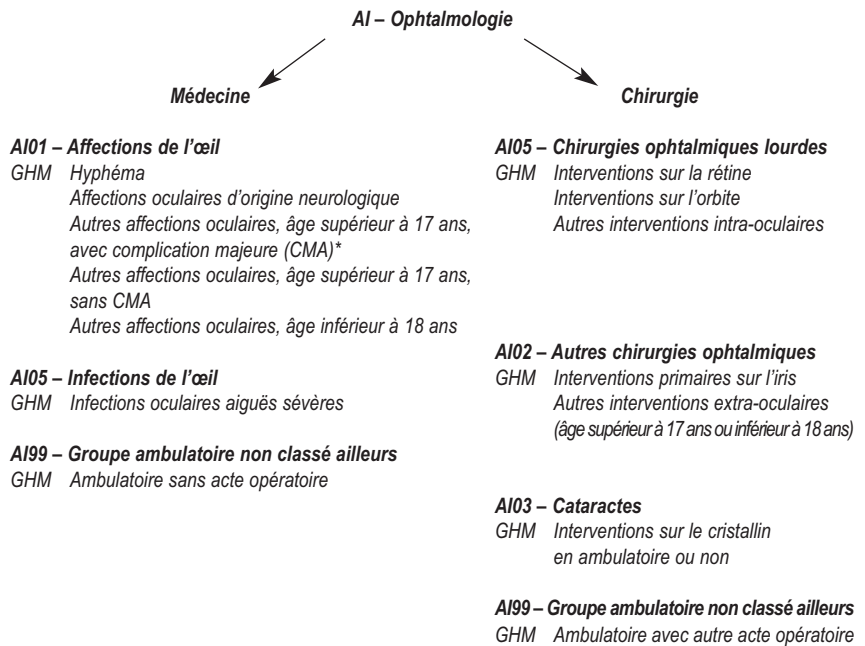 AI – Ophtalmologie
Médecine
AI01 – Affections de l'œil
GHM Hyphéma
Affections oculaires d'origine neurologique
Autres affections oculaires, âge supérieur à 17 ans,
avec complication majeure (CMA)*
Autres affections oculaires, âge supérieur à 17 ans,
sans CMA
Autres affections oculaires, âge inférieur à 18 ans
AI05 – Infections de l'œil
GHM Infections oculaires aiguës sévères
AI99 – Groupe ambulatoire non classé ailleurs
GHM Ambulatoire sans acte opératoire
Chirurgie
AI05 – Chirurgies ophtalmiques lourdes
GHM Interventions sur la rétine
Interventions sur l'orbite
Autres interventions intra-oculaires
AI02 – Autres chirurgies ophtalmiques
GHM Interventions primaires sur l'iris
Autres interventions extra-oculaires
(âge supérieur à 17 ans ou inférieur à 18 ans)
AI03 – Cataractes
GHM Interventions sur le cristallin
en ambulatoire ou non
AI99 – Groupe ambulatoire non classé ailleurs
GHM Ambulatoire avec autre acte opératoire